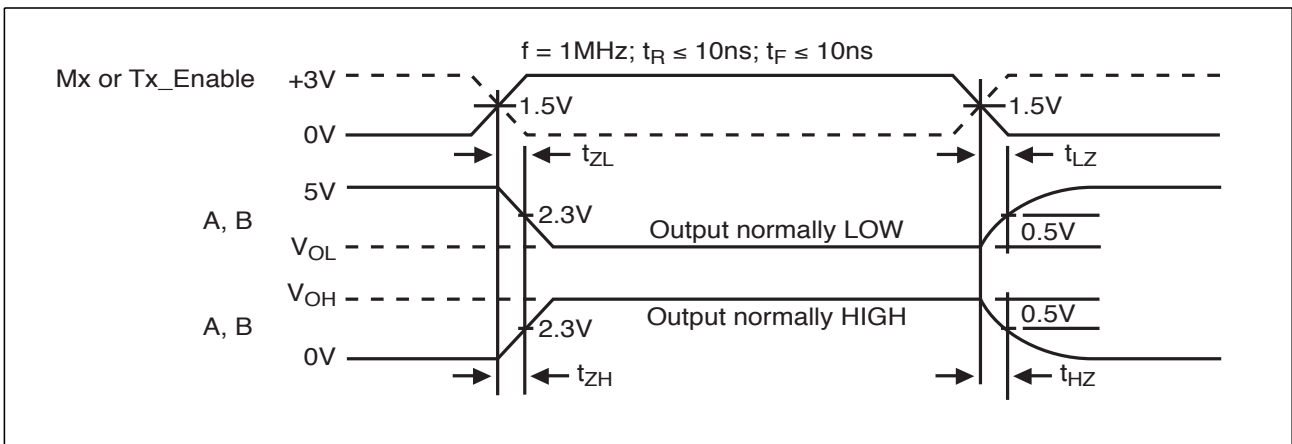 f = 1MHz; tR ≤ 10ns; tF ≤ 10ns
Mx or Tx_Enable
+3V
1.5V
1.5V
0V
tZL
tLZ
5V
A, B
2.3V
Output normally LOW
0.5V
VOL
VOH
A, B
2.3V
Output normally HIGH
0.5V
0V
tZH
tHZ